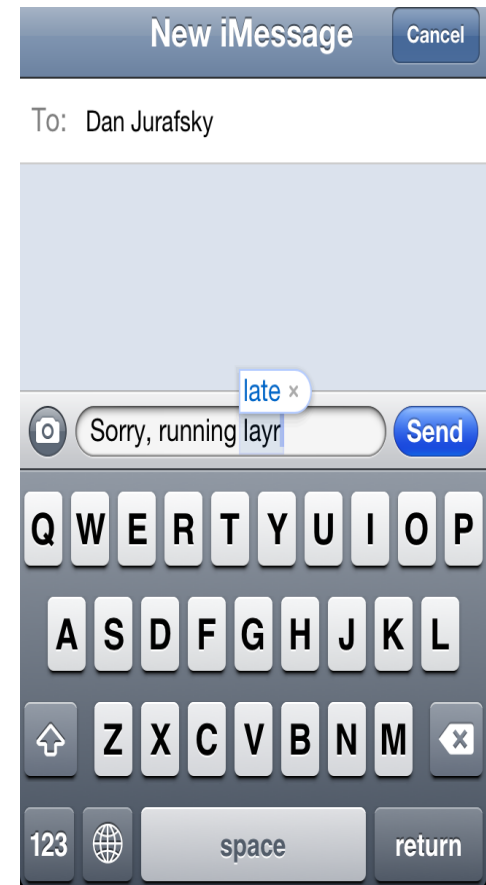 New iMessage Cancel
To: Dan Jurafsky
late ×
Sorry, running layr Send
Q W E R T Y U I O P
A S D F G H J K L
Z X C V B N M
123 space return